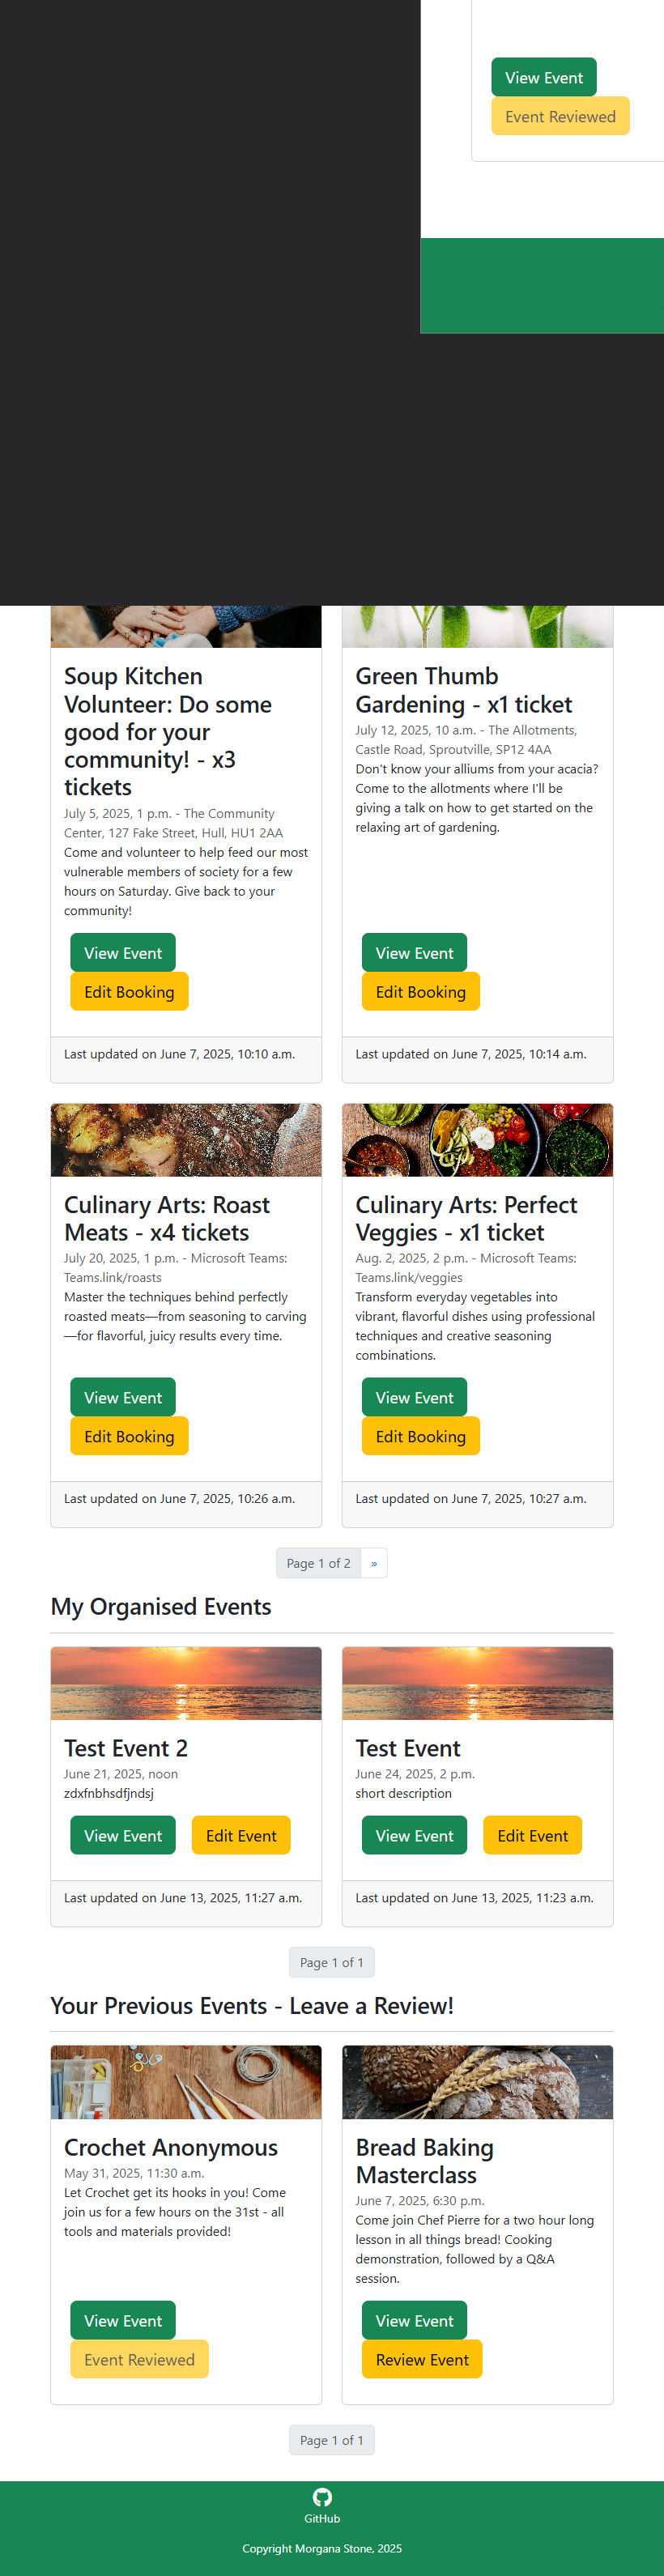 View Event
Event Reviewed
Soup Kitchen
Volunteer: Do some
good for your
community! - x3
tickets
July 5, 2025, 1 p.m. - The Community
Center, 127 Fake Street, Hull, HU1 2AA
Come and volunteer to help feed our most
vulnerable members of society for a few
hours on Saturday. Give back to your
community!
View Event
Edit Booking
Last updated on June 7, 2025, 10:10 a.m.
Green Thumb
Gardening - x1 ticket
July 12, 2025, 10 a.m. - The Allotments,
Castle Road, Sproutville, SP12 4AA
Don't know your alliums from your acacia?
Come to the allotments where I'll be
giving a talk on how to get started on the
relaxing art of gardening.
View Event
Edit Booking
Last updated on June 7, 2025, 10:14 a.m.
Culinary Arts: Roast
Meats - x4 tickets
July 20, 2025, 1 p.m. - Microsoft Teams:
Teams.link/roasts
Master the techniques behind perfectly
roasted meats—from seasoning to carving
—for flavorful, juicy results every time.
View Event
Edit Booking
Last updated on June 7, 2025, 10:26 a.m.
Culinary Arts: Perfect
Veggies - x1 ticket
Aug. 2, 2025, 2 p.m. - Microsoft Teams:
Teams.link/veggies
Transform everyday vegetables into
vibrant, flavorful dishes using professional
techniques and creative seasoning
combinations.
View Event
Edit Booking
Last updated on June 7, 2025, 10:27 a.m.
Page 1 of 2 »
My Organised Events
Test Event 2
June 21, 2025, noon
zdxfnbhsdfjndsj
View Event Edit Event
Last updated on June 13, 2025, 11:27 a.m.
Test Event
June 24, 2025, 2 p.m.
short description
View Event Edit Event
Last updated on June 13, 2025, 11:23 a.m.
Page 1 of 1
Your Previous Events - Leave a Review!
Crochet Anonymous
May 31, 2025, 11:30 a.m.
Let Crochet get its hooks in you! Come
join us for a few hours on the 31st - all
tools and materials provided!
View Event
Event Reviewed
Bread Baking
Masterclass
June 7, 2025, 6:30 p.m.
Come join Chef Pierre for a two hour long
lesson in all things bread! Cooking
demonstration, followed by a Q&A
session.
View Event
Review Event
Page 1 of 1
GitHub
Copyright Morgana Stone, 2025